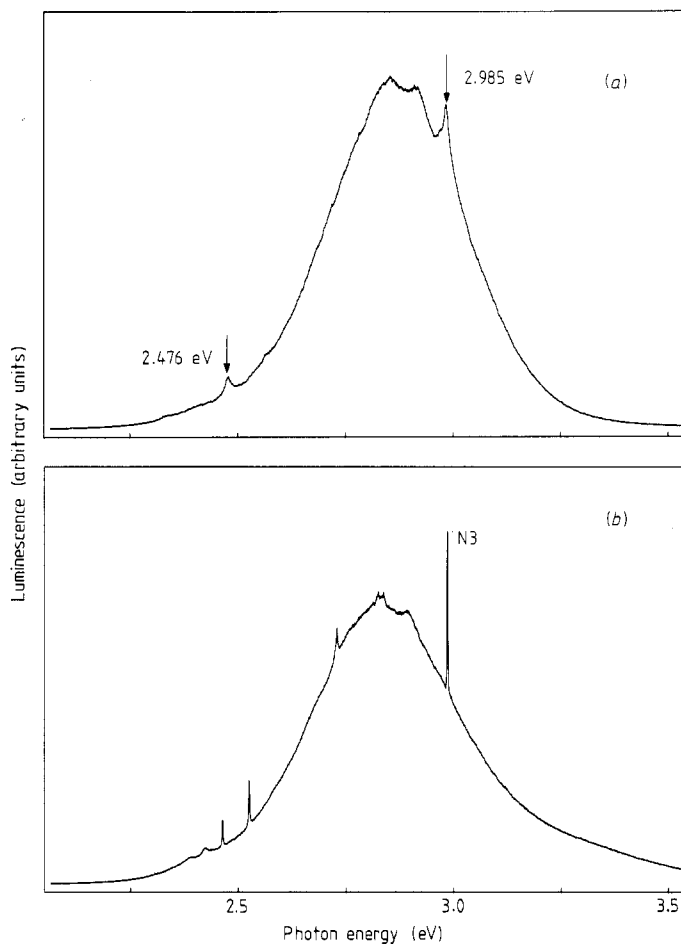 (a)
2.985 eV
2.476 eV
Luminescence (arbitrary units)
(b)
N3
2.5 3.0 3.5
Photon energy (eV)